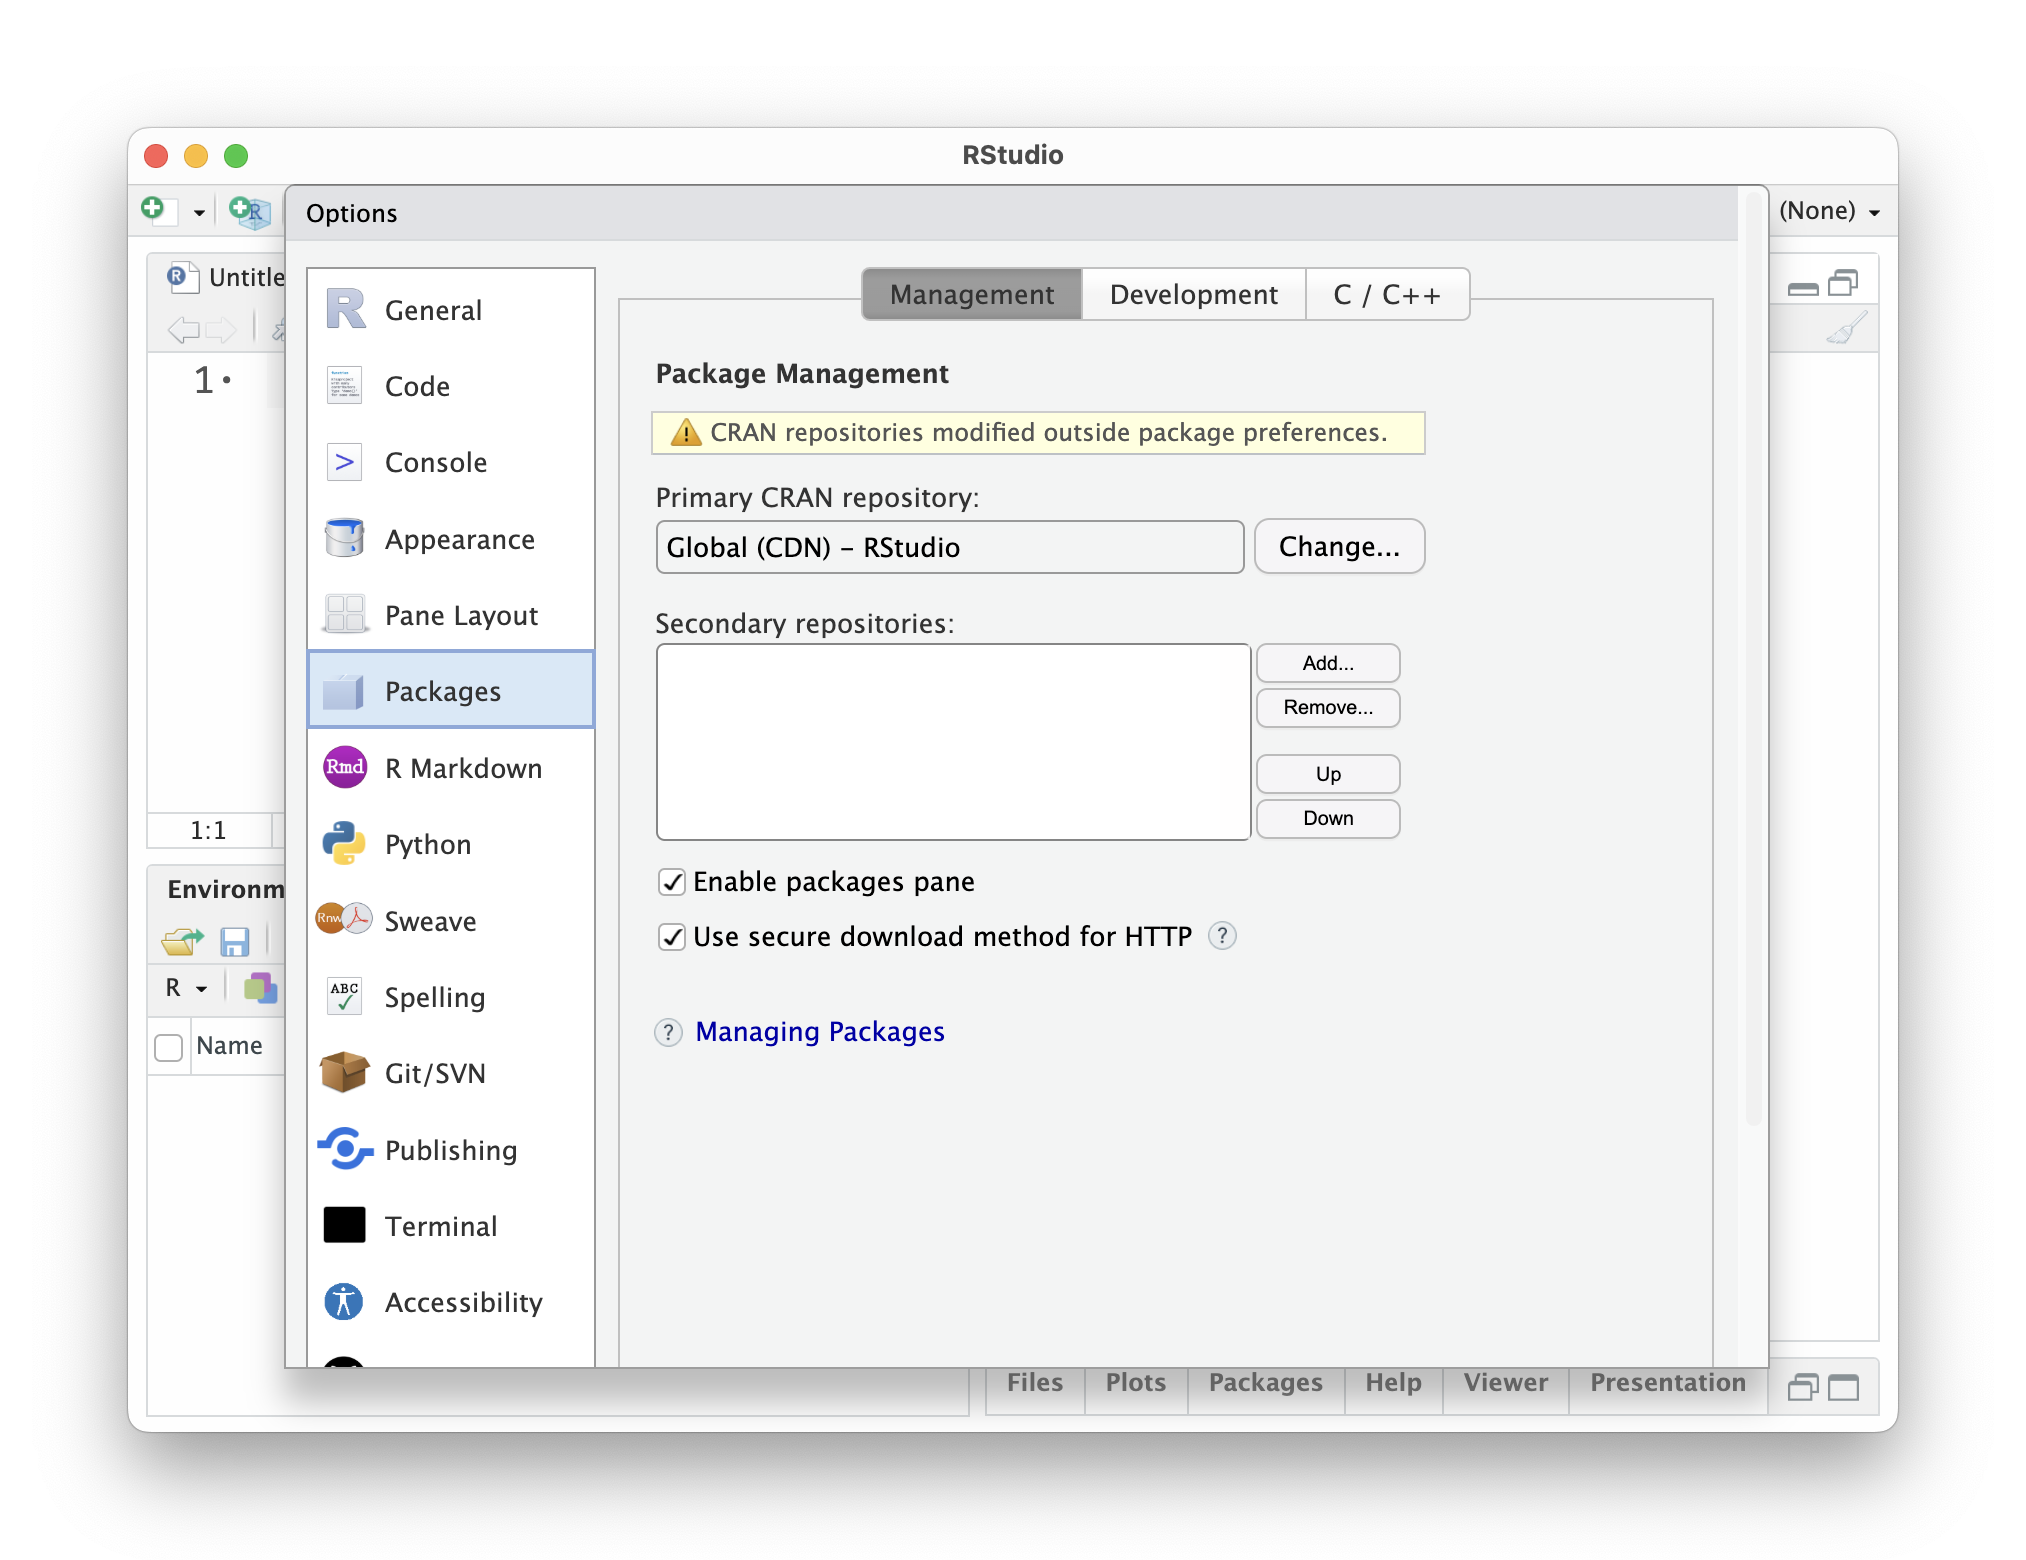 RStudio
(None)
Options
Untitle
Management
Development
C / C++
General
Code
Console
Appearance
Pane Layout
Packages
R Markdown
Python
Sweave
Spelling
Git/SVN
Publishing
Terminal
Accessibility
Package Management
CRAN repositories modified outside package preferences.
Primary CRAN repository:
Global (CDN) – RStudio
Change...
Secondary repositories:
Add...
Remove...
Up
Down
Enable packages pane
Use secure download method for HTTP ?
? Managing Packages
R
R
R
>
Rmd
Rnw
ABC
1
1:1
Environm
R
Name
Files
Plots
Packages
Help
Viewer
Presentation